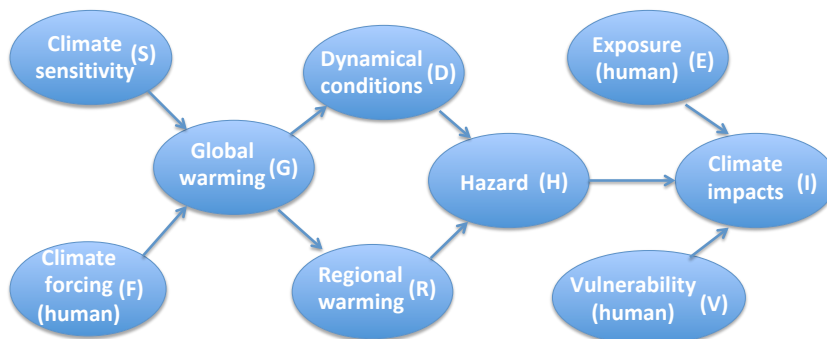 Climate
sensitivity (S)
Dynamical
conditions (D)
Exposure
(human) (E)
Global
warming (G)
Hazard (H)
Climate
impacts (I)
Climate
forcing (F)
(human)
Regional
warming (R)
Vulnerability
(human) (V)